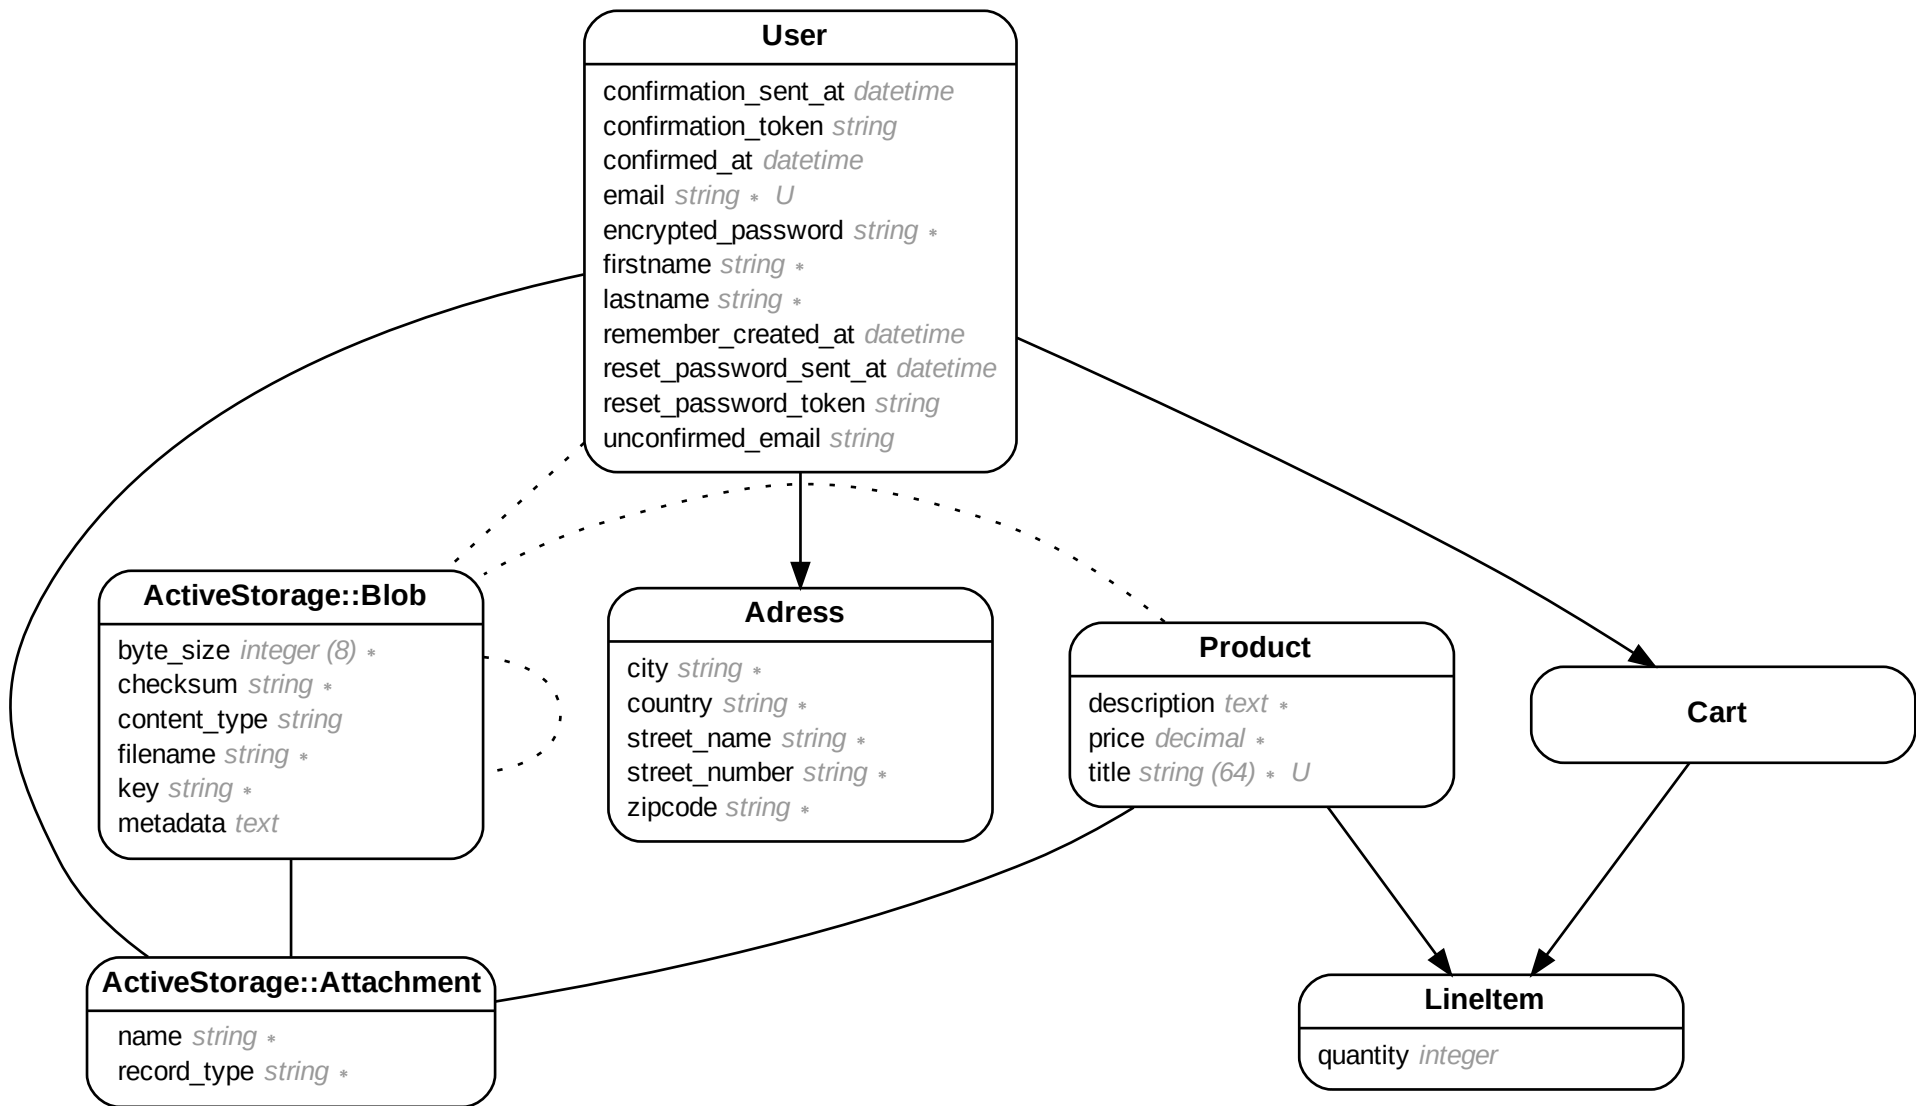 User
confirmation_sent_at datetime
confirmation_token string
confirmed_at datetime
email string * U
encrypted_password string *
firstname string *
lastname string *
remember_created_at datetime
reset_password_sent_at datetime
reset_password_token string
unconfirmed_email string
ActiveStorage::Blob
byte_size integer (8) *
checksum string *
content_type string
filename string *
key string *
metadata text
Adress
city string *
country string *
street_name string *
street_number string *
zipcode string *
Product
description text *
price decimal *
title string (64) * U
Cart
ActiveStorage::Attachment
name string *
record_type string *
LineItem
quantity integer